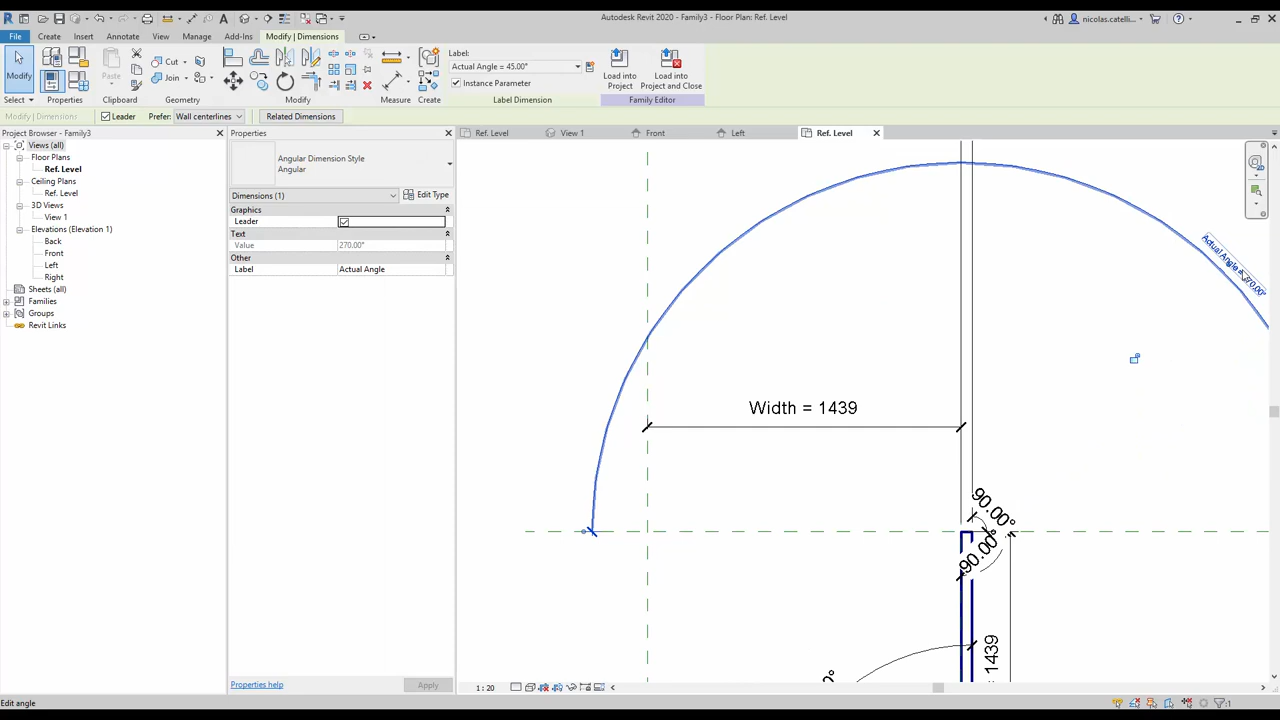 Autodesk Revit 2020 - Family3 - Floor Plan: Ref. Level
nicolas.catelli...
File Create Insert Annotate View Manage Add-Ins Modify | Dimensions
Modify
Paste
Cut
Join
Label:
Actual Angle = 45.00°
Instance Parameter
Load into
Project
Load into
Project and Close
Select Properties Clipboard Geometry Modify Measure Create Label Dimension Family Editor
Modify | Dimensions Leader Prefer: Wall centerlines Related Dimensions
Project Browser - Family3
Views (all)
Floor Plans
Ref. Level
Ceiling Plans
Ref. Level
3D Views
View 1
Elevations (Elevation 1)
Back
Front
Left
Right
Sheets (all)
Families
Groups
Revit Links
Properties
Angular Dimension Style
Angular
Dimensions (1) Edit Type
Graphics
Leader
Text
Value 270.00°
Other
Label Actual Angle
Properties help Apply
Ref. Level View 1 Front Left Ref. Level
Width = 1439
90.00°
90.00°
1439
1 : 20
Edit angle
:1